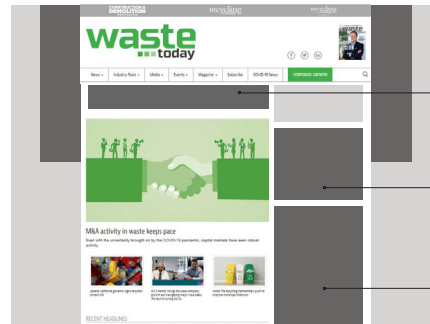 CONSTRUCTION &
DEMOLITION
RECYCLING
recycling
recycling
waste
today
waste
News
Industry Tools
Media
Events
Magazine
Subscribe
COVID-19 News
CORPORATE GROWTH
M&A activity in waste keeps pace
Even with the uncertainty brought on by the COVID-19 pandemic, capital markets have seen robust
activity.
RECENT HEADLINES